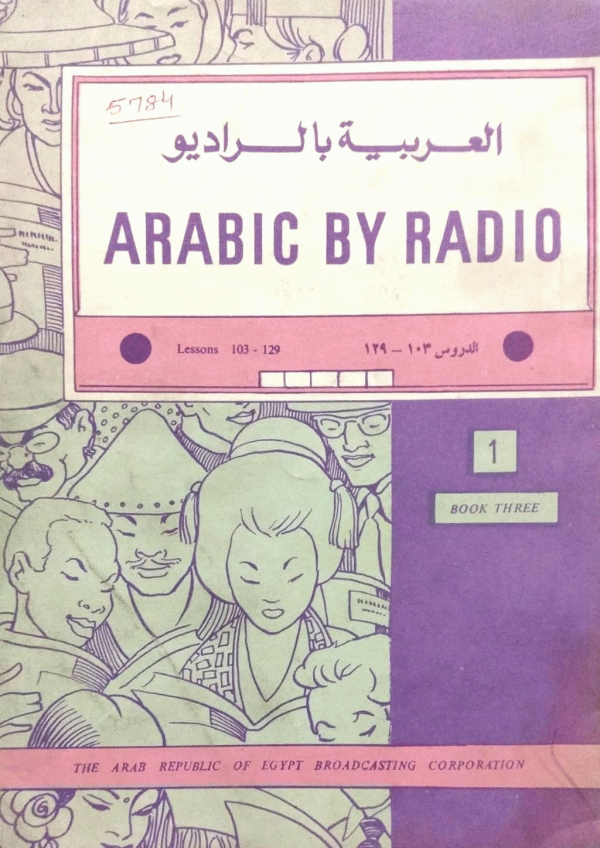 5784
العربية بالراديو
ARABIC BY RADIO
Lessons 103 - 129
الدروس ١٠٣ – ١٢٩
1
BOOK THREE
THE ARAB REPUBLIC OF EGYPT BROADCASTING CORPORATION